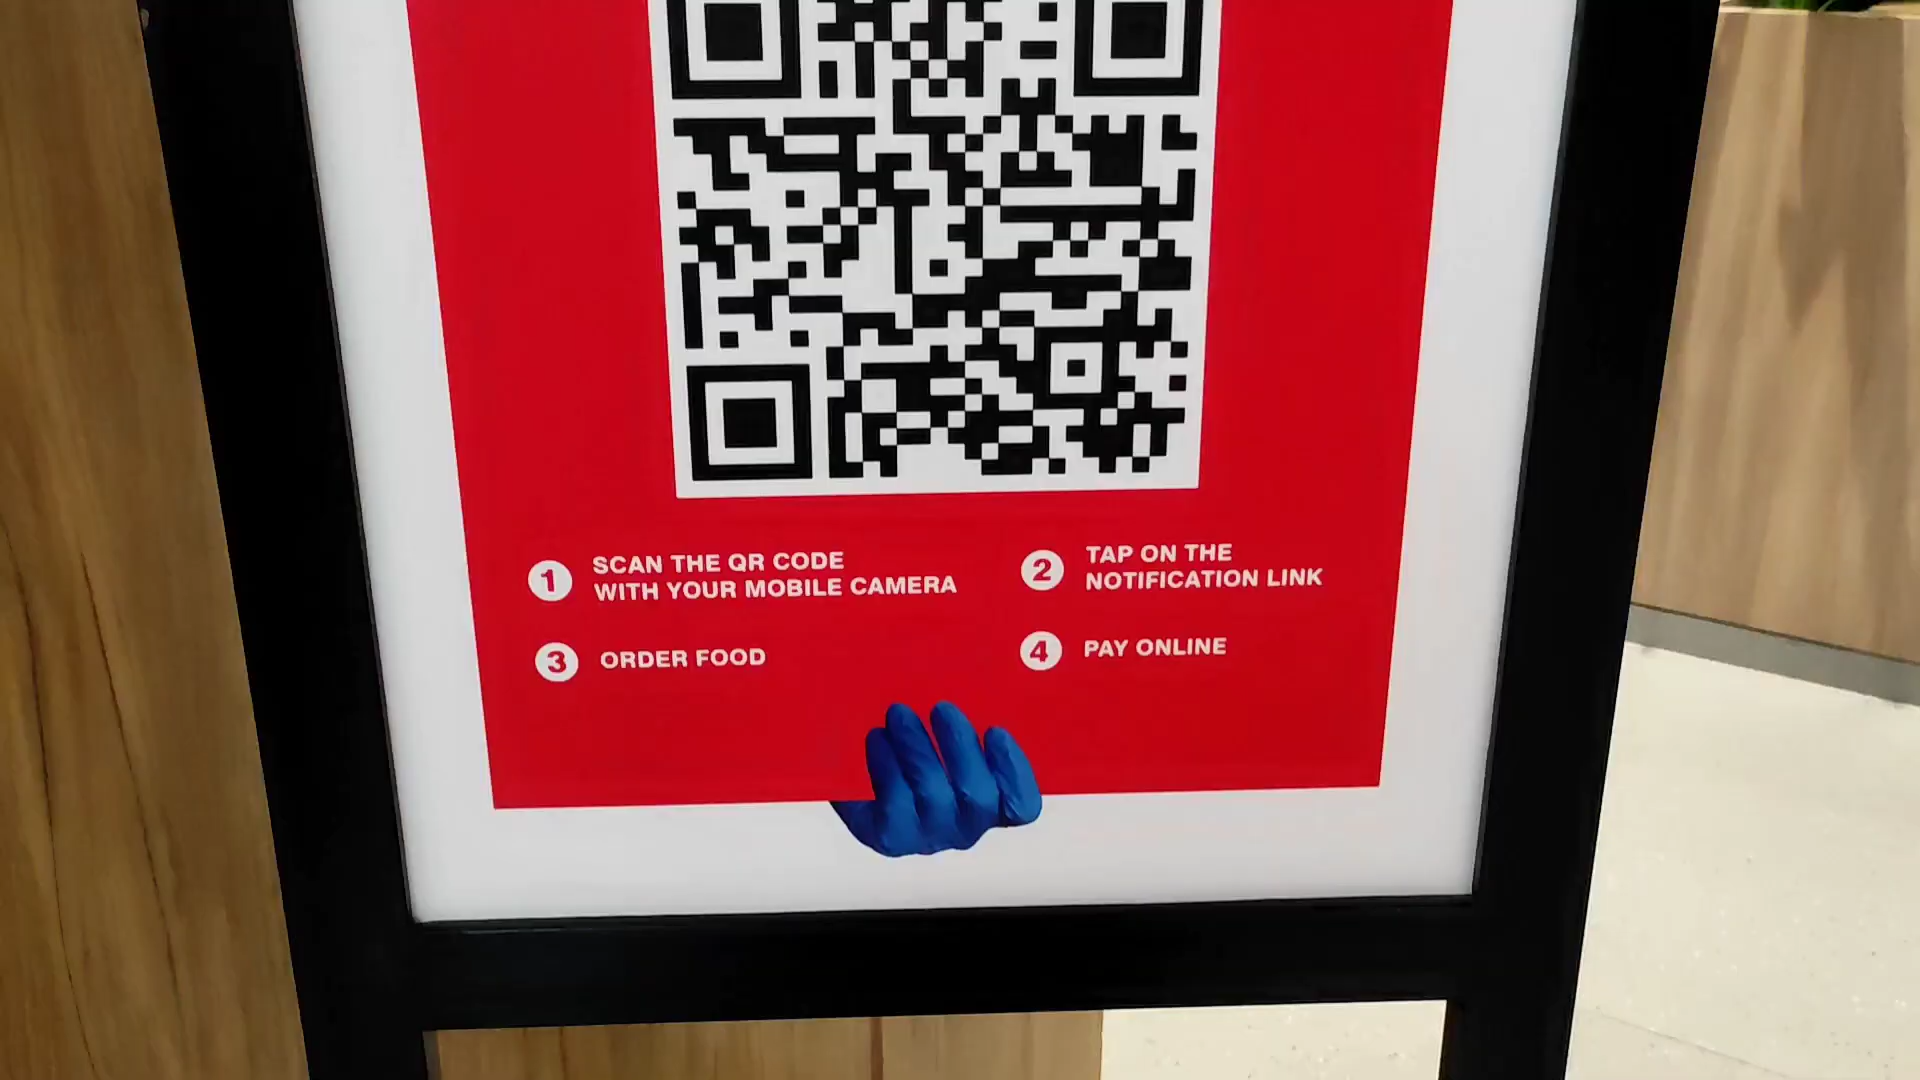 1 SCAN THE QR CODE
WITH YOUR MOBILE CAMERA
2 TAP ON THE
NOTIFICATION LINK
3 ORDER FOOD
4 PAY ONLINE